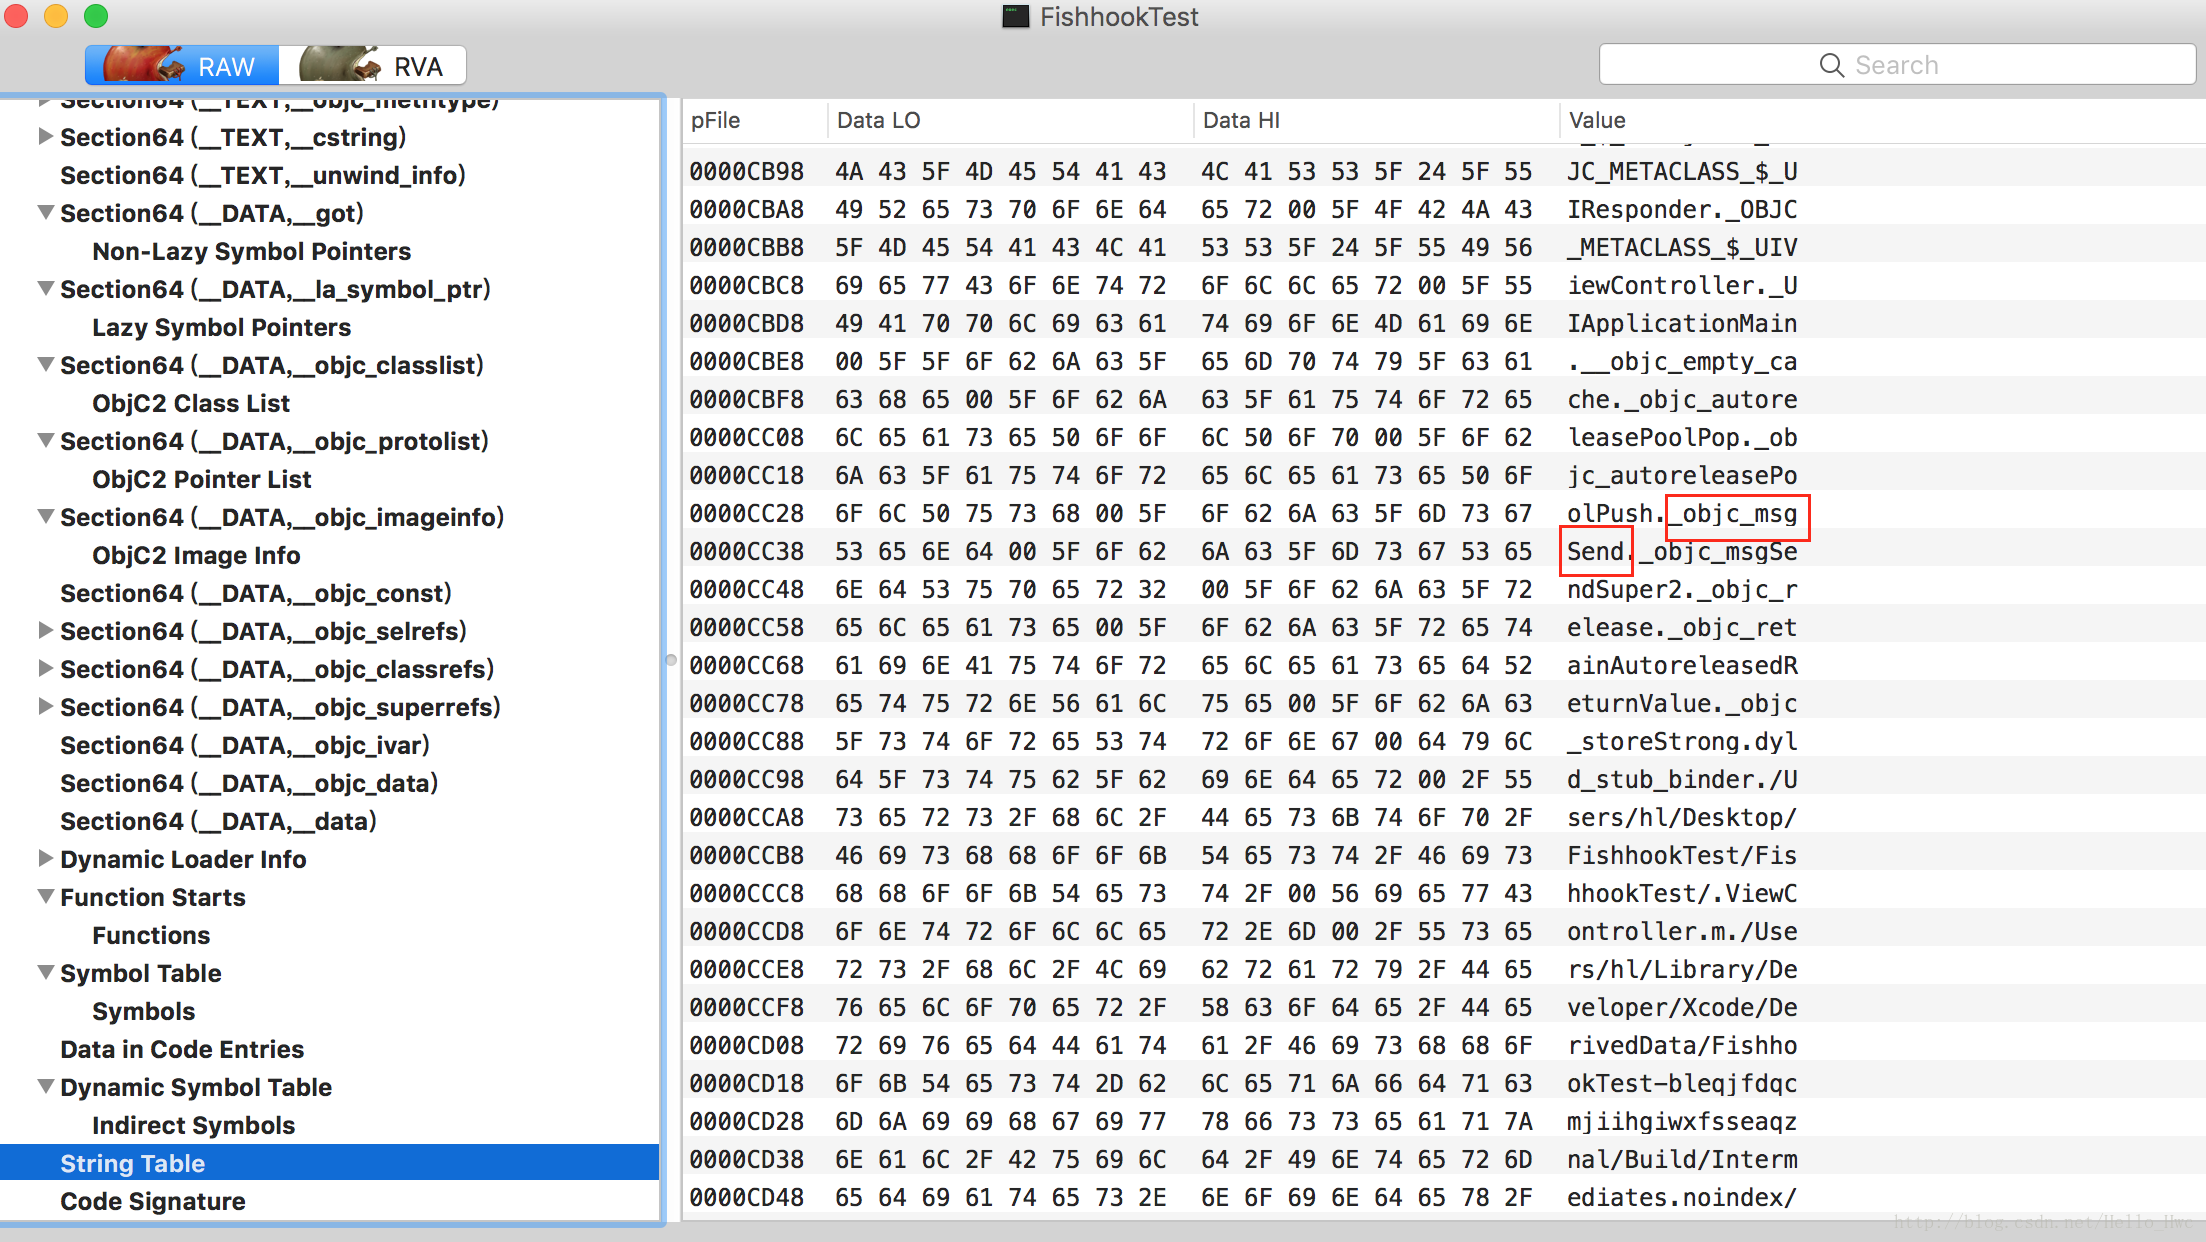 FishhookTest
RAW
RVA
Search
Section64 (__TEXT,__objc_methtype)
Section64 (__TEXT,__cstring)
Section64 (__TEXT,__unwind_info)
Section64 (__DATA,__got)
Non-Lazy Symbol Pointers
Section64 (__DATA,__la_symbol_ptr)
Lazy Symbol Pointers
Section64 (__DATA,__objc_classlist)
ObjC2 Class List
Section64 (__DATA,__objc_protolist)
ObjC2 Pointer List
Section64 (__DATA,__objc_imageinfo)
ObjC2 Image Info
Section64 (__DATA,__objc_const)
Section64 (__DATA,__objc_selrefs)
Section64 (__DATA,__objc_classrefs)
Section64 (__DATA,__objc_superrefs)
Section64 (__DATA,__objc_ivar)
Section64 (__DATA,__objc_data)
Section64 (__DATA,__data)
Dynamic Loader Info
Function Starts
Functions
Symbol Table
Symbols
Data in Code Entries
Dynamic Symbol Table
Indirect Symbols
String Table
Code Signature
pFile Data LO Data HI Value
0000CB98 4A 43 5F 4D 45 54 41 43 4C 41 53 53 5F 24 5F 55 JC_METACLASS_$_U
0000CBA8 49 52 65 73 70 6F 6E 64 65 72 00 5F 4F 42 4A 43 IResponder._OBJC
0000CBB8 5F 4D 45 54 41 43 4C 41 53 53 5F 24 5F 55 49 56 _METACLASS_$_UIV
0000CBC8 69 65 77 43 6F 6E 74 72 6F 6C 6C 65 72 00 5F 55 iewController._U
0000CBD8 49 41 70 70 6C 69 63 61 74 69 6F 6E 4D 61 69 6E IApplicationMain
0000CBE8 00 5F 5F 6F 62 6A 63 5F 65 6D 70 74 79 5F 63 61 .__objc_empty_ca
0000CBF8 63 68 65 00 5F 6F 62 6A 63 5F 61 75 74 6F 72 65 che._objc_autore
0000CC08 6C 65 61 73 65 50 6F 6F 6C 50 6F 70 00 5F 6F 62 leasePoolPop._ob
0000CC18 6A 63 5F 61 75 74 6F 72 65 6C 65 61 73 65 50 6F jc_autoreleasePo
0000CC28 6F 6C 50 75 73 68 00 5F 6F 62 6A 63 5F 6D 73 67 olPush._objc_msg
0000CC38 53 65 6E 64 00 5F 6F 62 6A 63 5F 6D 73 67 53 65 Send._objc_msgSe
0000CC48 6E 64 53 75 70 65 72 32 00 5F 6F 62 6A 63 5F 72 ndSuper2._objc_r
0000CC58 65 6C 65 61 73 65 00 5F 6F 62 6A 63 5F 72 65 74 elease._objc_ret
0000CC68 61 69 6E 41 75 74 6F 72 65 6C 65 61 73 65 64 52 ainAutoreleasedR
0000CC78 65 74 75 72 6E 56 61 6C 75 65 00 5F 6F 62 6A 63 eturnValue._objc
0000CC88 5F 73 74 6F 72 65 53 74 72 6F 6E 67 00 64 79 6C _storeStrong.dyl
0000CC98 64 5F 73 74 75 62 5F 62 69 6E 64 65 72 00 2F 55 d_stub_binder./U
0000CCA8 73 65 72 73 2F 68 6C 2F 44 65 73 6B 74 6F 70 2F sers/hl/Desktop/
0000CCB8 46 69 73 68 68 6F 6F 6B 54 65 73 74 2F 46 69 73 FishhookTest/Fis
0000CCC8 68 68 6F 6F 6B 54 65 73 74 2F 00 56 69 65 77 43 hhookTest/.ViewC
0000CCD8 6F 6E 74 72 6F 6C 6C 65 72 2E 6D 00 2F 55 73 65 ontroller.m./Use
0000CCE8 72 73 2F 68 6C 2F 4C 69 62 72 61 72 79 2F 44 65 rs/hl/Library/De
0000CCF8 76 65 6C 6F 70 65 72 2F 58 63 6F 64 65 2F 44 65 veloper/Xcode/De
0000CD08 72 69 76 65 64 44 61 74 61 2F 46 69 73 68 68 6F rivedData/Fishho
0000CD18 6F 6B 54 65 73 74 2D 62 6C 65 71 6A 66 64 71 63 okTest-bleqjfdqc
0000CD28 6D 6A 69 69 68 67 69 77 78 66 73 73 65 61 71 7A mjiihgiwxfsseaqz
0000CD38 6E 61 6C 2F 42 75 69 6C 64 2F 49 6E 74 65 72 6D nal/Build/Interm
0000CD48 65 64 69 61 74 65 73 2E 6E 6F 69 6E 64 65 78 2F ediates.noindex/
http://blog.csdn.net/Hello_Hwc